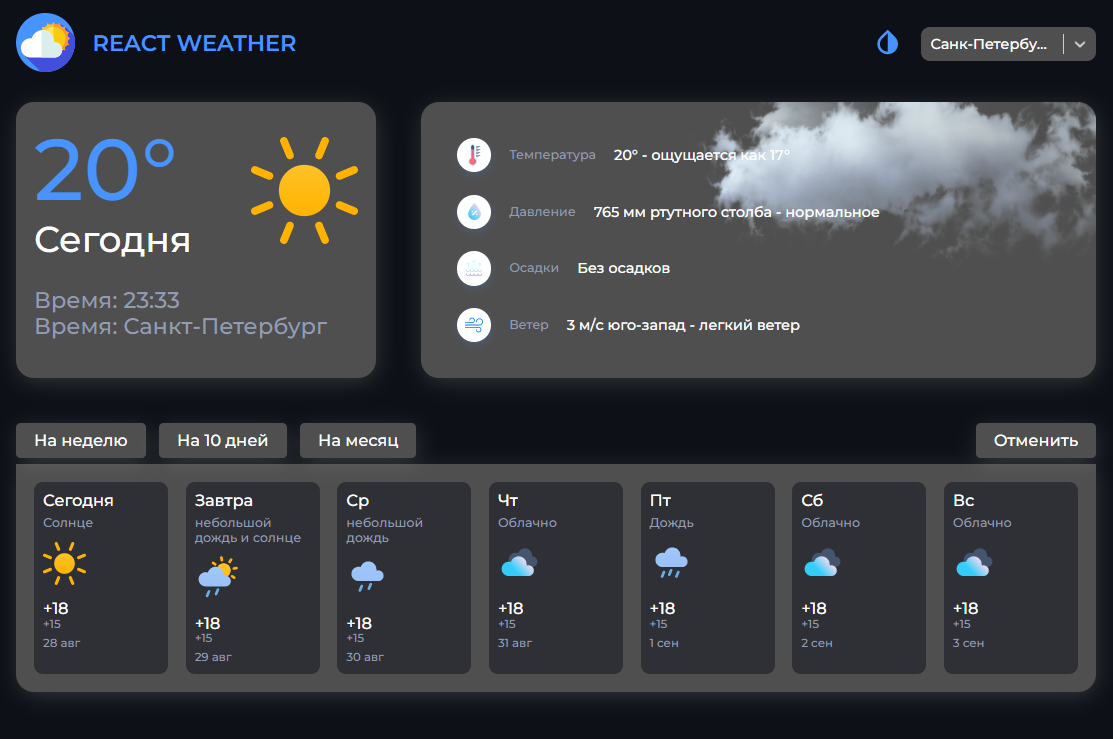 REACT WEATHER
Санк-Петербу...
20°
Сегодня
Время: 23:33
Время: Санкт-Петербург
Температура 20° - ощущается как 17°
Давление 765 мм ртутного столба - нормальное
Осадки Без осадков
Ветер 3 м/с юго-запад - легкий ветер
На неделю На 10 дней На месяц Отменить
Сегодня
Солнце
+18
+15
28 авг
Завтра
небольшой
дождь и солнце
+18
+15
29 авг
Ср
небольшой
дождь
+18
+15
30 авг
Чт
Облачно
+18
+15
31 авг
Пт
Дождь
+18
+15
1 сен
Сб
Облачно
+18
+15
2 сен
Вс
Облачно
+18
+15
3 сен